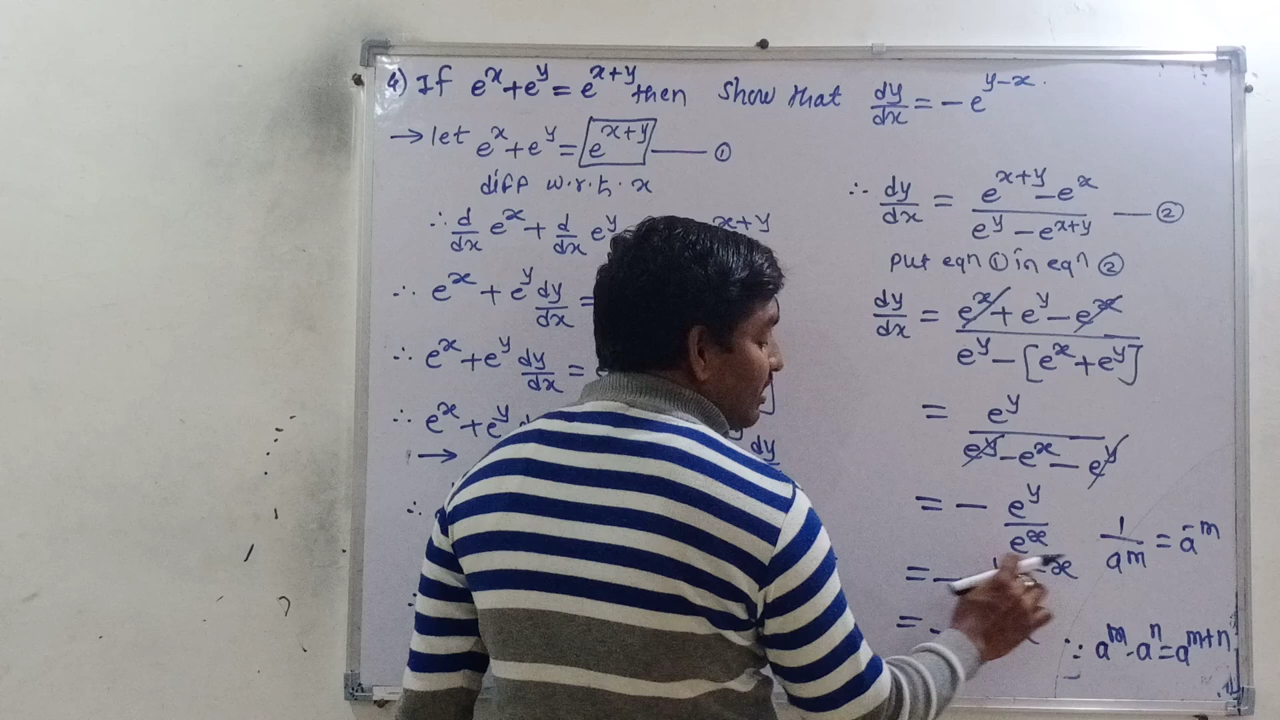 4) If e^x + e^y = e^(x+y) then show that dy/dx = - e^(y-x).
→ let e^x + e^y = e^(x+y) —— ①
diff w.r.t. x
∴ d/dx e^x + d/dx e^y x+y
∴ e^x + e^y dy/dx =
∴ e^x + e^y dy/dx =
∴ e^x + e^y
→ dy/dx
∴
∴ dy/dx = (e^(x+y) - e^x)/(e^y - e^(x+y)) —— ②
put eqn ① in eqn ②
dy/dx = (e^x + e^y - e^x)/(e^y - [e^x + e^y])
= e^y/(e^y - e^x - e^y)
= - e^y/e^x 1/a^m = a^-m
= - -x
= -
∵ a^m · a^n = a^(m+n)